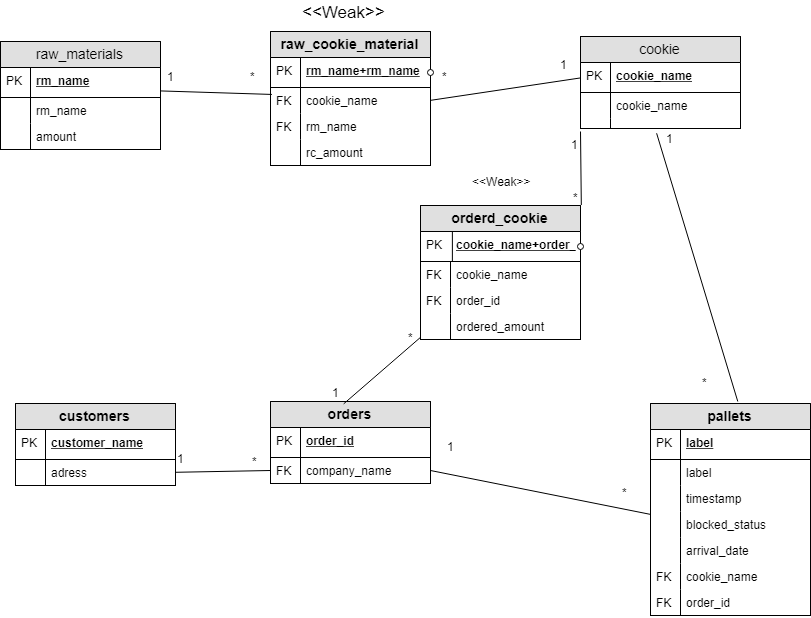 <<Weak>>
raw_materials
PK rm_name
rm_name
amount
1
*
raw_cookie_material
PK rm_name+rm_name
FK cookie_name
FK rm_name
rc_amount
*
1
cookie
PK cookie_name
cookie_name
1
1
<<Weak>>
*
orderd_cookie
PK cookie_name+order_
FK cookie_name
FK order_id
ordered_amount
*
1
*
customers
PK customer_name
adress
1
*
orders
PK order_id
FK company_name
1
*
pallets
PK label
label
timestamp
blocked_status
arrival_date
FK cookie_name
FK order_id